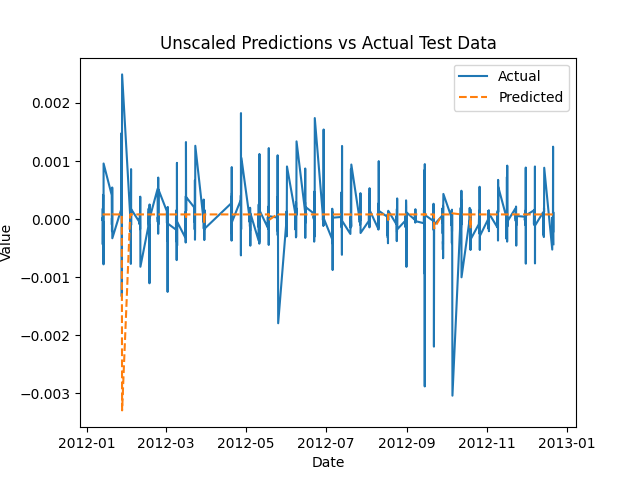 Unscaled Predictions vs Actual Test Data
Actual
Predicted
0.002
0.001
0.000
−0.001
−0.002
−0.003
Value
2012-01 2012-03 2012-05 2012-07 2012-09 2012-11 2013-01
Date